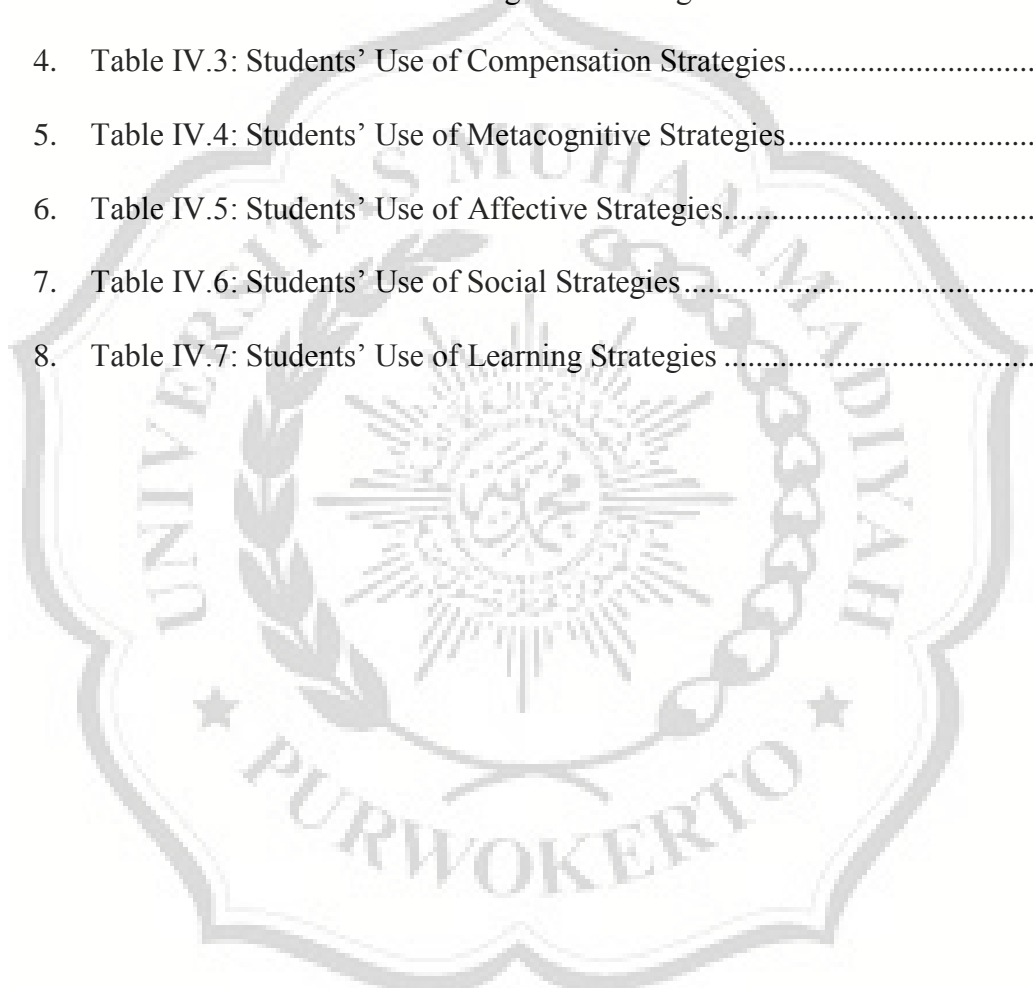 4. Table IV.3: Students’ Use of Compensation Strategies..............................
5. Table IV.4: Students’ Use of Metacognitive Strategies..............................
6. Table IV.5: Students’ Use of Affective Strategies.....................................
7. Table IV.6: Students’ Use of Social Strategies..........................................
8. Table IV.7: Students’ Use of Learning Strategies .....................................
UNIVERSITAS MUHAMMADIYAH
PURWOKERTO